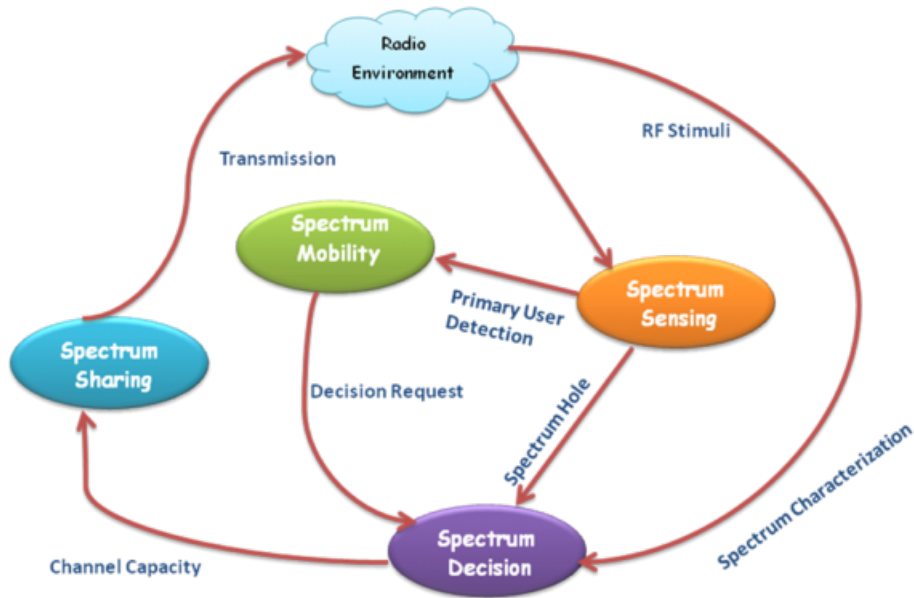 Radio
Environment
RF Stimuli
Transmission
Spectrum
Mobility
Spectrum
Sensing
Primary User
Detection
Spectrum
Sharing
Decision Request
Spectrum Hole
Spectrum Characterization
Spectrum
Decision
Channel Capacity